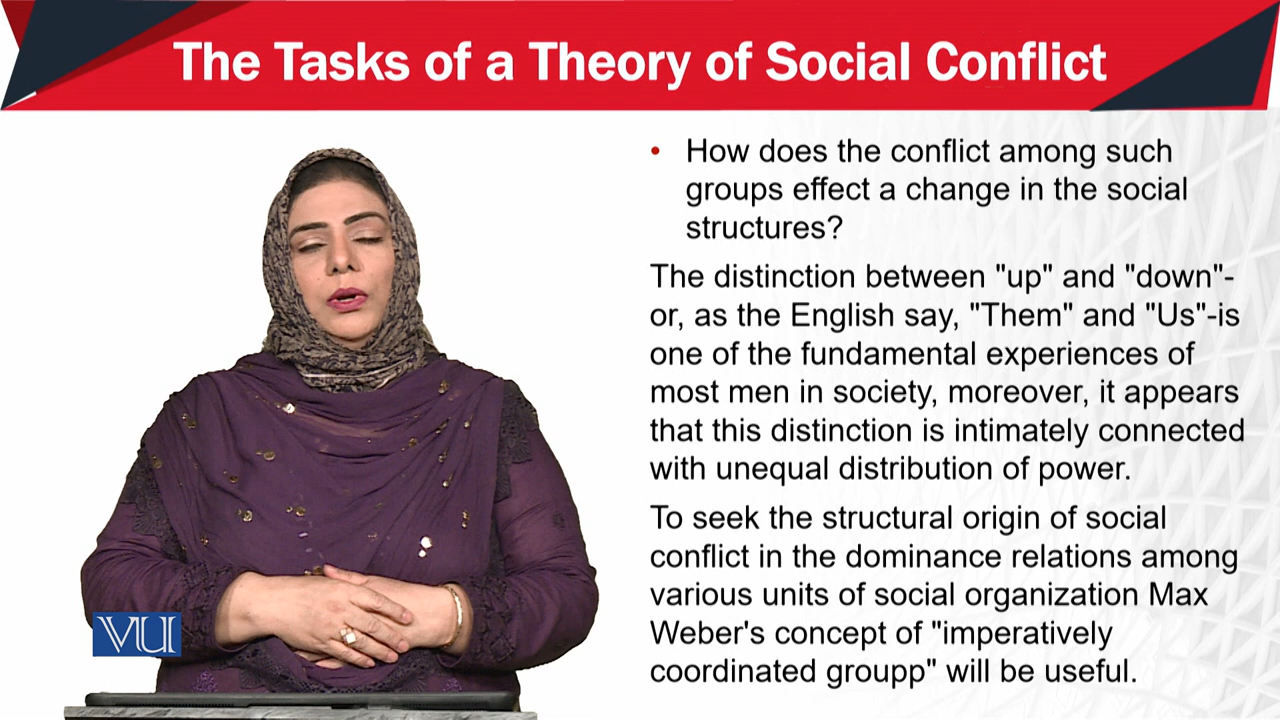 The Tasks of a Theory of Social Conflict
• How does the conflict among such
groups effect a change in the social
structures?
The distinction between "up" and "down"-
or, as the English say, "Them" and "Us"-is
one of the fundamental experiences of
most men in society, moreover, it appears
that this distinction is intimately connected
with unequal distribution of power.
To seek the structural origin of social
conflict in the dominance relations among
various units of social organization Max
Weber's concept of "imperatively
coordinated groupp" will be useful.
VU